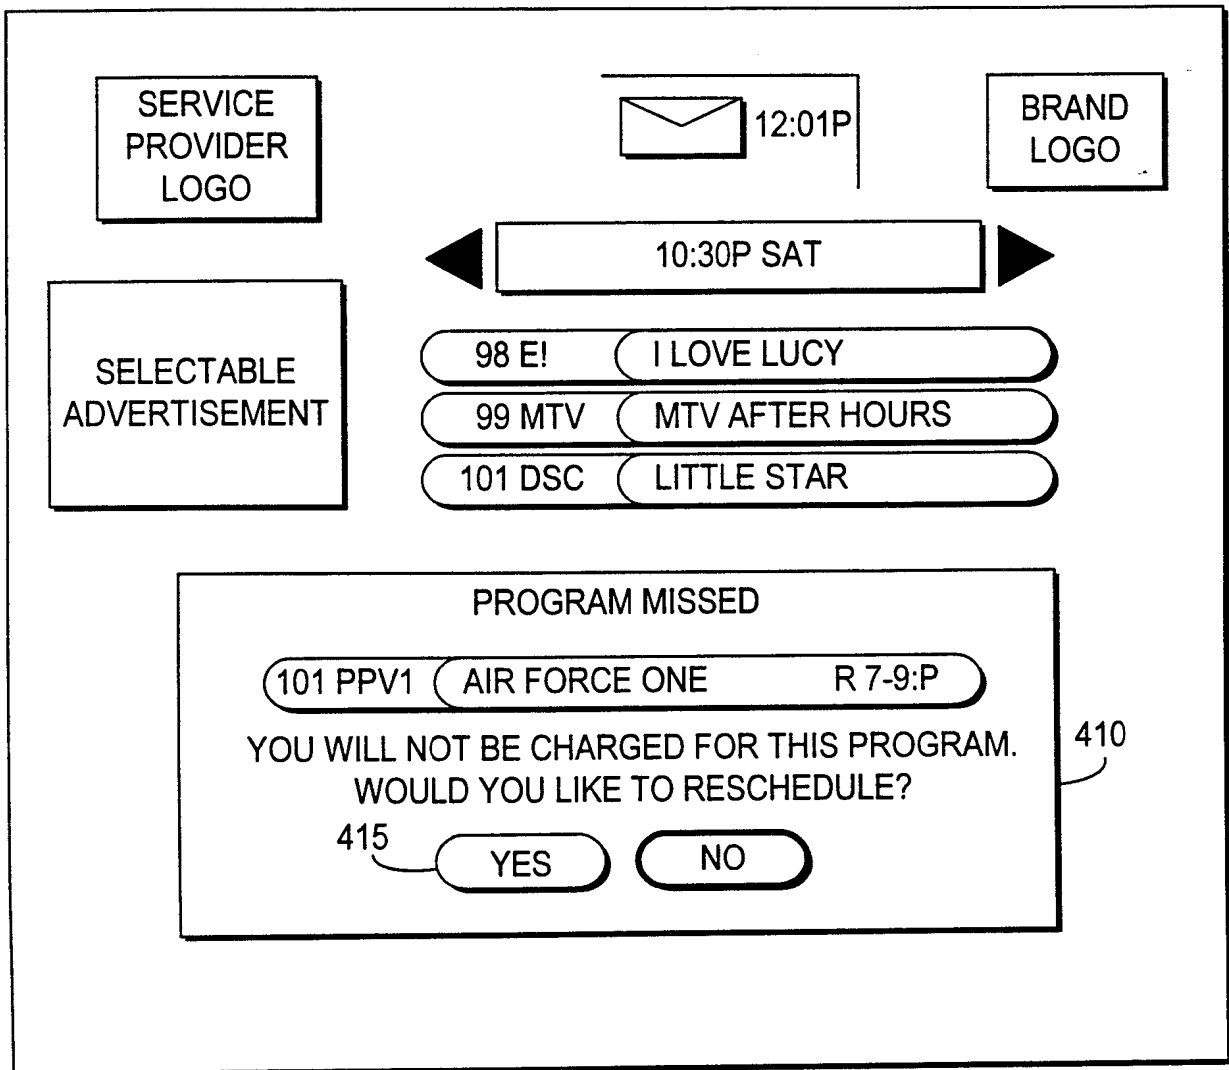 SERVICE
PROVIDER
LOGO
12:01P
BRAND
LOGO
10:30P SAT
SELECTABLE
ADVERTISEMENT
98 E! I LOVE LUCY
99 MTV MTV AFTER HOURS
101 DSC LITTLE STAR
PROGRAM MISSED
101 PPV1 AIR FORCE ONE R 7-9:P
YOU WILL NOT BE CHARGED FOR THIS PROGRAM.
WOULD YOU LIKE TO RESCHEDULE?
410
415
YES NO